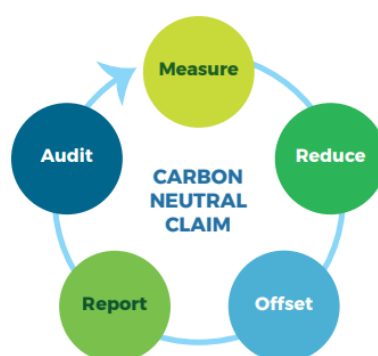 Measure
Reduce
Offset
Report
Audit
CARBON
NEUTRAL
CLAIM